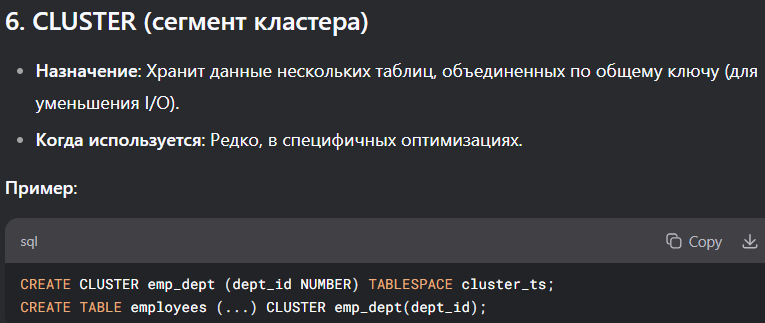 6. CLUSTER (сегмент кластера)
• Назначение: Хранит данные нескольких таблиц, объединенных по общему ключу (для
уменьшения I/O).
• Когда используется: Редко, в специфичных оптимизациях.
Пример:
sql Copy
CREATE CLUSTER emp_dept (dept_id NUMBER) TABLESPACE cluster_ts;
CREATE TABLE employees (...) CLUSTER emp_dept(dept_id);